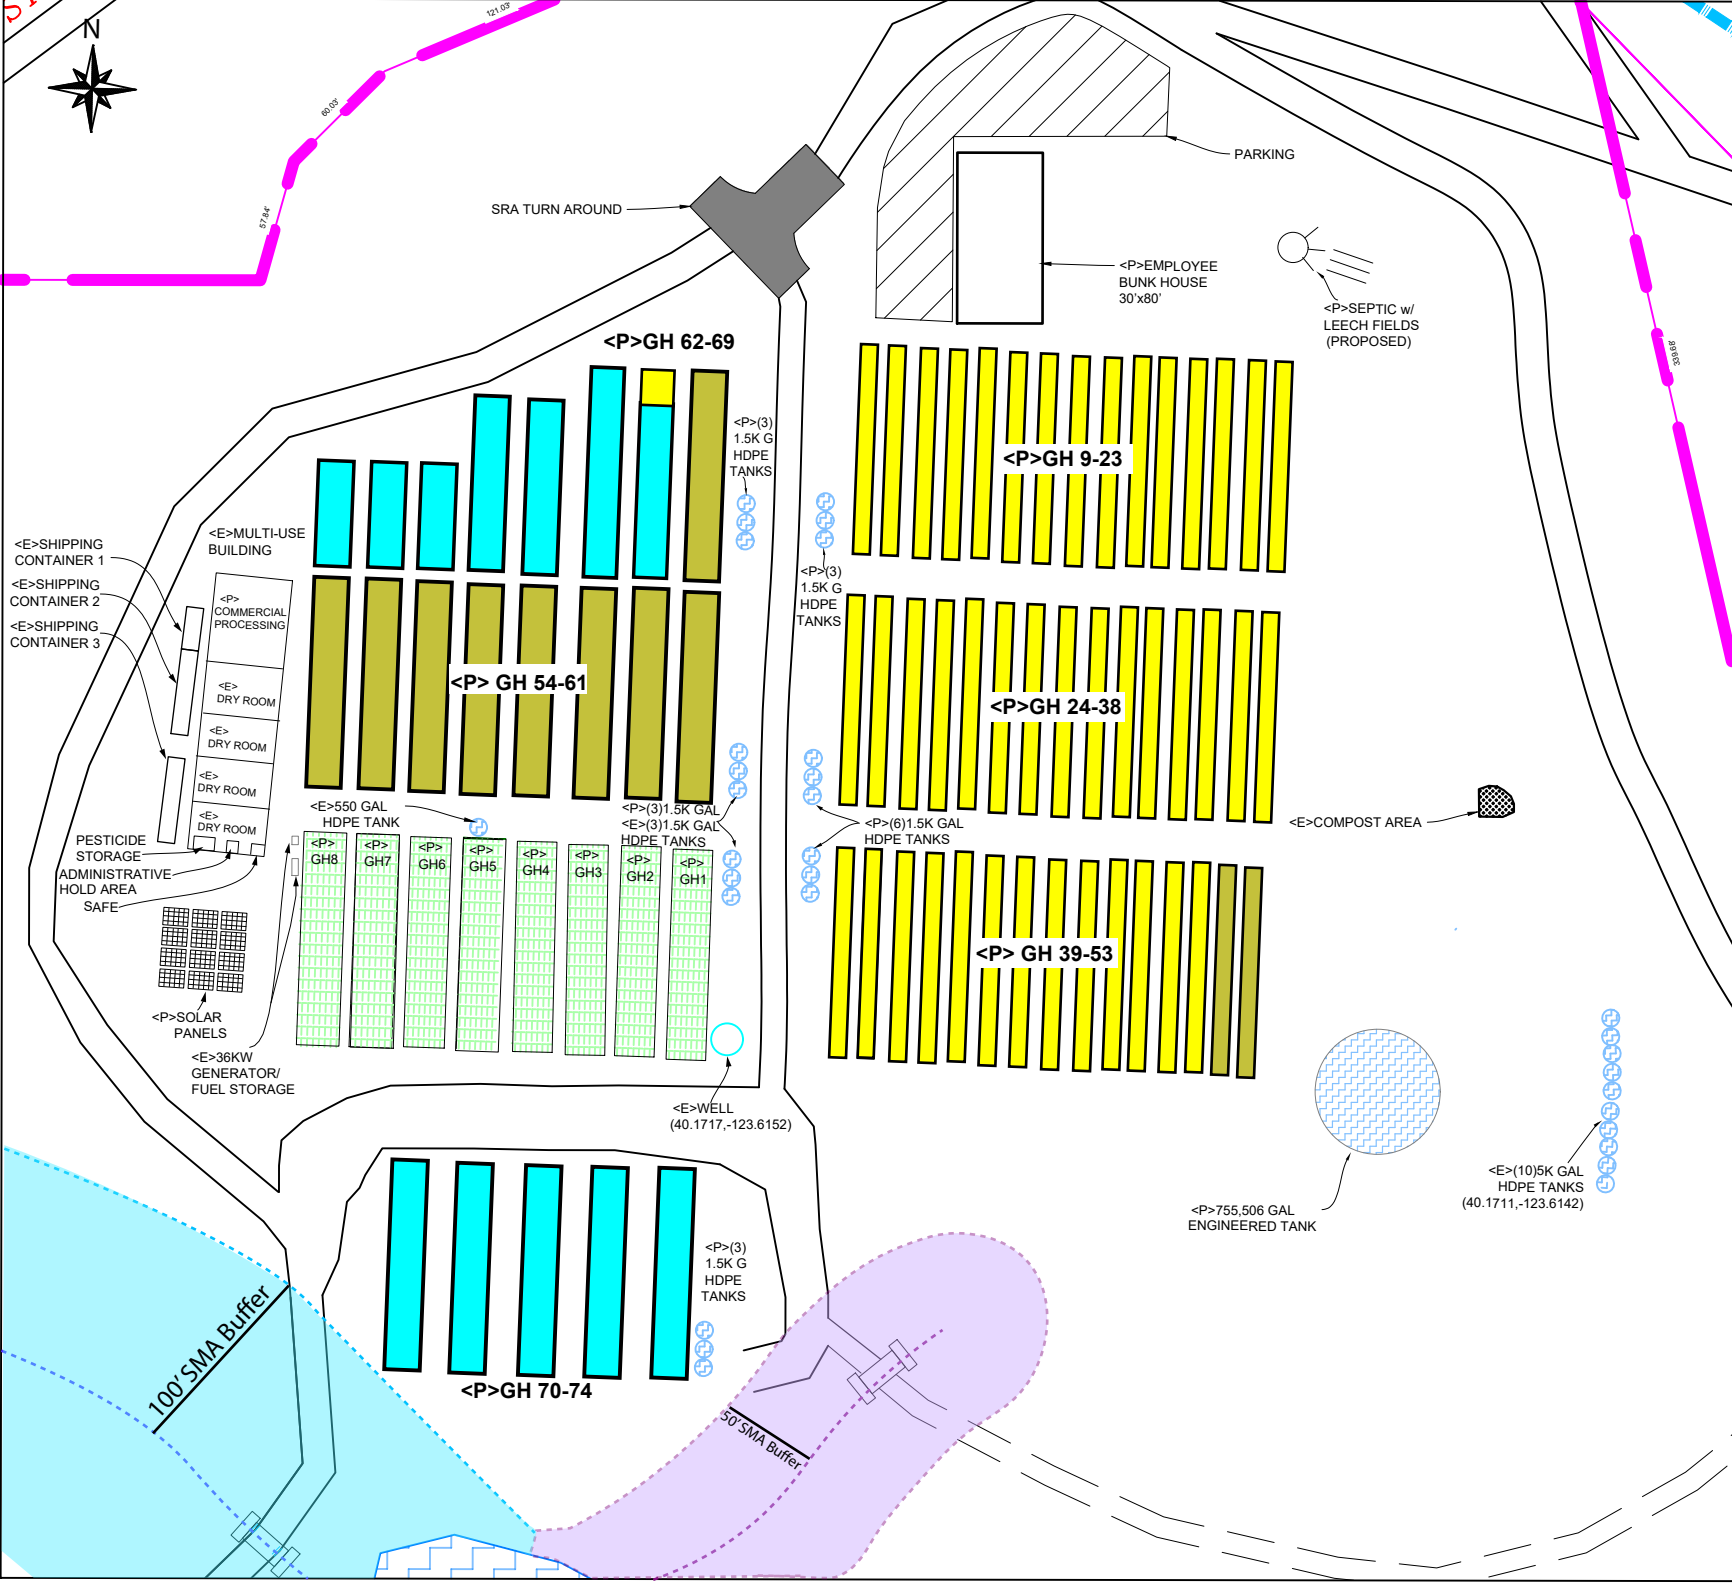 N
121.03'
60.03'
57.84'
339.68'
PARKING
SRA TURN AROUND
<P>EMPLOYEE
BUNK HOUSE
30'x80'
<P>SEPTIC w/
LEECH FIELDS
(PROPOSED)
<P>GH 62-69
<P>(3)
1.5K G
HDPE
TANKS
<P>GH 9-23
<P>(3)
1.5K G
HDPE
TANKS
<E>MULTI-USE
BUILDING
<E>SHIPPING
CONTAINER 1
<E>SHIPPING
CONTAINER 2
<E>SHIPPING
CONTAINER 3
<P>
COMMERCIAL
PROCESSING
<E>
DRY ROOM
<E>
DRY ROOM
<E>
DRY ROOM
<E>
DRY ROOM
<P> GH 54-61
<P>GH 24-38
<E>550 GAL
HDPE TANK
<P>(3)1.5K GAL
<E>(3)1.5K GAL
HDPE TANKS
<P>(6)1.5K GAL
HDPE TANKS
<E>COMPOST AREA
PESTICIDE
STORAGE
ADMINISTRATIVE
HOLD AREA
SAFE
<P>
GH8
<P>
GH7
<P>
GH6
<P>
GH5
<P>
GH4
<P>
GH3
<P>
GH2
<P>
GH1
<P> GH 39-53
<P>SOLAR
PANELS
<E>36KW
GENERATOR/
FUEL STORAGE
<E>WELL
(40.1717,-123.6152)
<E>(10)5K GAL
HDPE TANKS
(40.1711,-123.6142)
<P>755,506 GAL
ENGINEERED TANK
<P>(3)
1.5K G
HDPE
TANKS
100' SMA Buffer
<P>GH 70-74
50' SMA Buffer